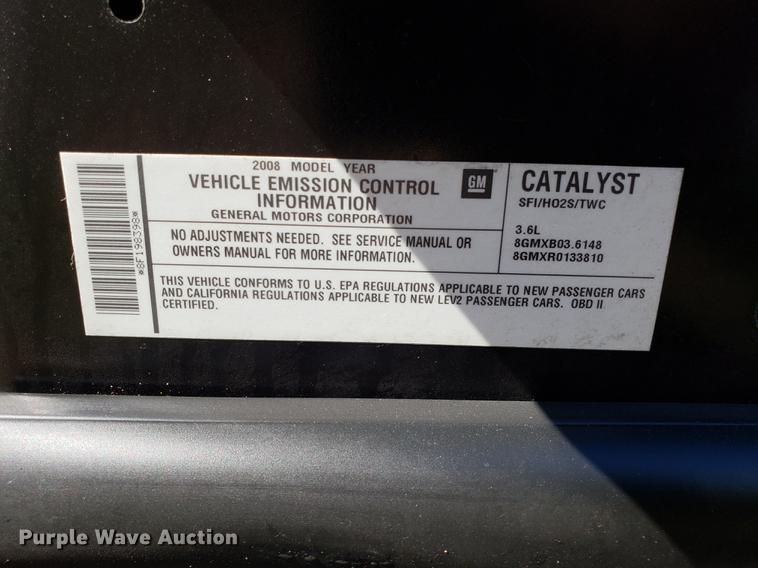 2008 MODEL YEAR
VEHICLE EMISSION CONTROL
INFORMATION
GENERAL MOTORS CORPORATION
GM
CATALYST
SFI/HO2S/TWC
3.6L
8GMXB03.6148
8GMXR0133810
NO ADJUSTMENTS NEEDED. SEE SERVICE MANUAL OR
OWNERS MANUAL FOR MORE INFORMATION.
THIS VEHICLE CONFORMS TO U.S. EPA REGULATIONS APPLICABLE TO NEW PASSENGER CARS
AND CALIFORNIA REGULATIONS APPLICABLE TO NEW LEV2 PASSENGER CARS. OBD II
CERTIFIED.
*8F198398*
Purple Wave Auction